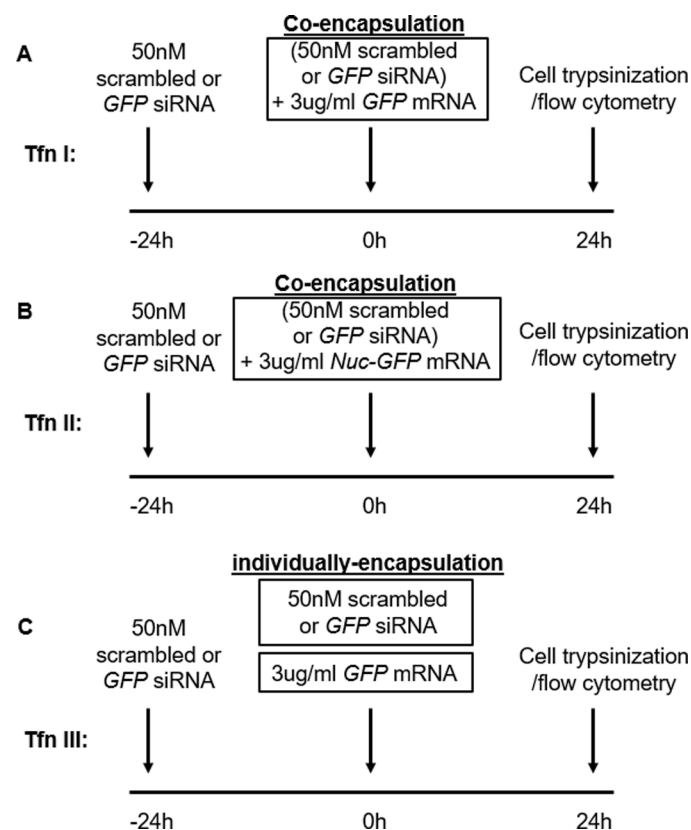 A
50nM
scrambled or
GFP siRNA
Co-encapsulation
(50nM scrambled
or GFP siRNA)
+ 3ug/ml GFP mRNA
Cell trypsinization
/flow cytometry
Tfn I:
-24h
0h
24h
B
50nM
scrambled or
GFP siRNA
Co-encapsulation
(50nM scrambled
or GFP siRNA)
+ 3ug/ml Nuc-GFP mRNA
Cell trypsinization
/flow cytometry
Tfn II:
-24h
0h
24h
C
50nM
scrambled or
GFP siRNA
individually-encapsulation
50nM scrambled
or GFP siRNA
3ug/ml GFP mRNA
Cell trypsinization
/flow cytometry
Tfn III:
-24h
0h
24h